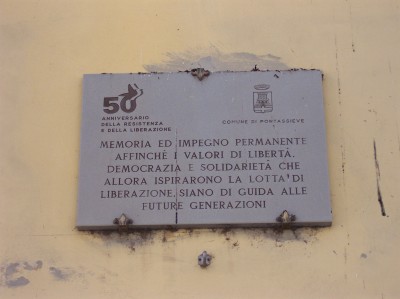 50°
ANNIVERSARIO
DELLA RESISTENZA
E DELLA LIBERAZIONE
COMUNE DI PONTASSIEVE
MEMORIA ED IMPEGNO PERMANENTE
AFFINCHÉ I VALORI DI LIBERTÀ,
DEMOCRAZIA E SOLIDARIETÀ CHE
ALLORA ISPIRARONO LA LOTTA DI
LIBERAZIONE, SIANO DI GUIDA ALLE
FUTURE GENERAZIONI